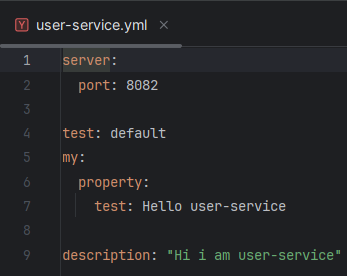 user-service.yml
1 server:
2   port: 8082
3
4 test: default
5 my:
6   property:
7     test: Hello user-service
8
9 description: "Hi i am user-service"